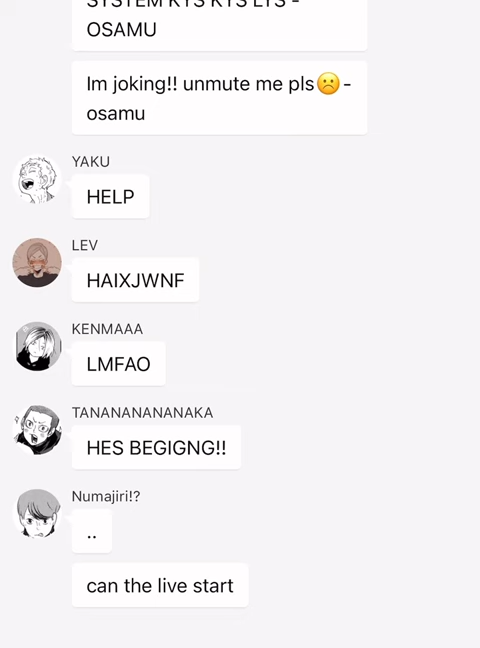 SYSTEM KYS KYS LYS -
OSAMU
Im joking!! unmute me pls☹️-
osamu
YAKU
HELP
LEV
HAIXJWNF
KENMAAA
LMFAO
TANANANANANAKA
HES BEGIGNG!!
Numajiri!?
..
can the live start